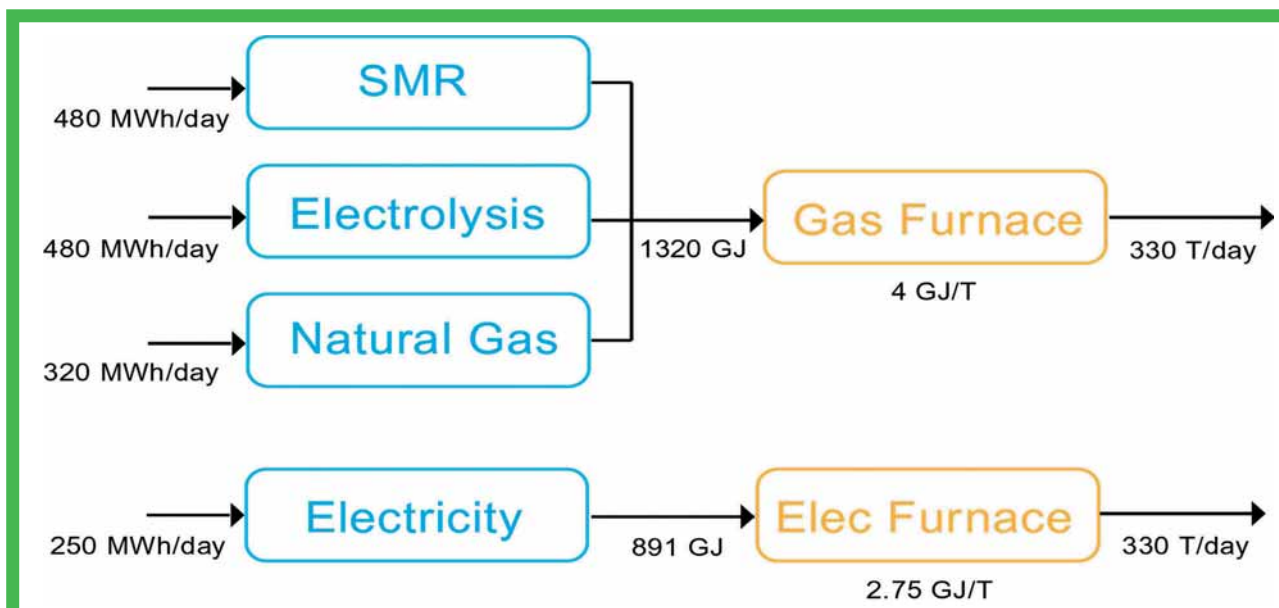 SMR
480 MWh/day
Electrolysis
480 MWh/day
1320 GJ
Gas Furnace
330 T/day
4 GJ/T
Natural Gas
320 MWh/day
Electricity
250 MWh/day
891 GJ
Elec Furnace
330 T/day
2.75 GJ/T